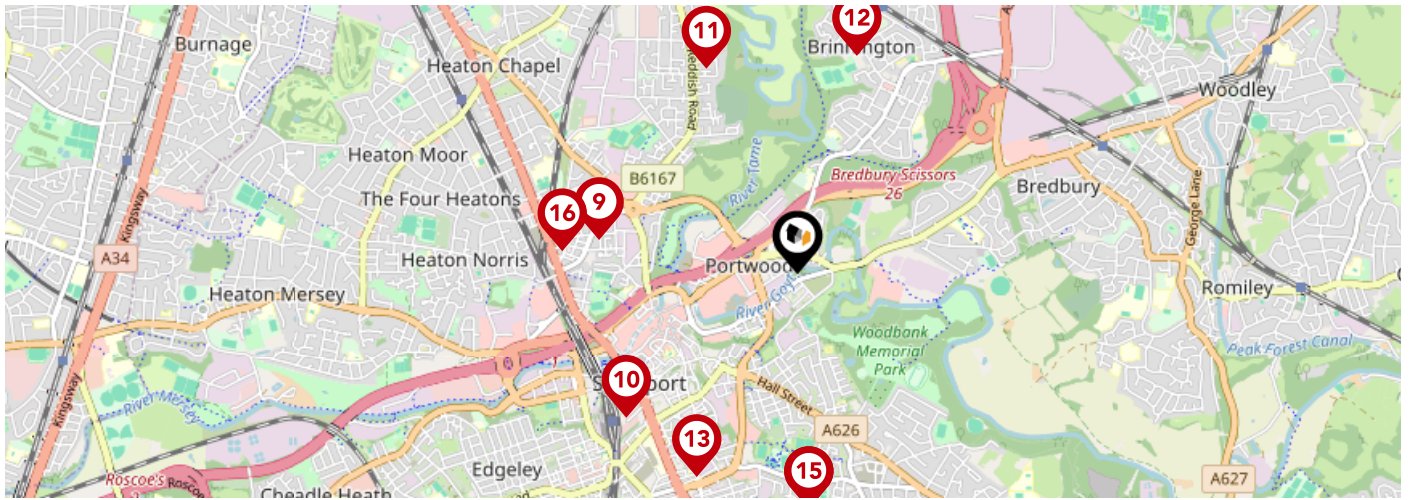 11
12
Burnage
Brinnington
Heaton Chapel
Reddish Road
Woodley
Heaton Moor
B6167
River Tame
Bredbury Scissors
26
Bredbury
The Four Heatons
16
9
Kingsway
George Lane
A34
Heaton Norris
Portwood
River Goyt
Romiley
Heaton Mersey
Woodbank
Memorial
Park
Peak Forest Canal
10
Stockport
Hall Street
Kingsway
River Mersey
A626
13
15
Edgeley
A627
Roscoe's
Cheadle Heath